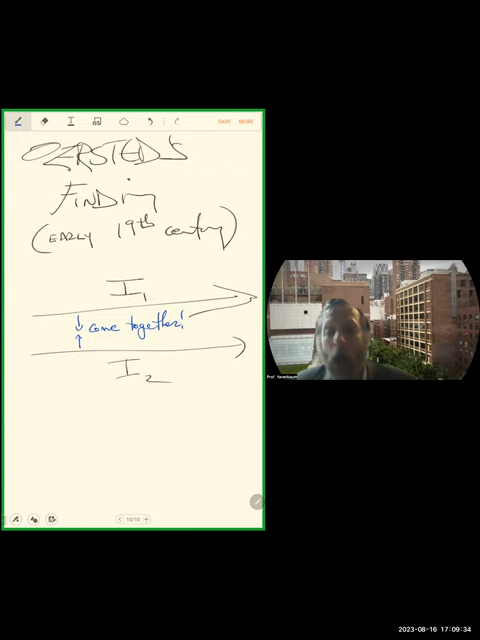 SAVE MORE
OERSTED'S
FINDING
(EARLY 19th century)
I1
come together!
I2
10/10
Prof. Yaverbaum
2023-08-16 17:09:34